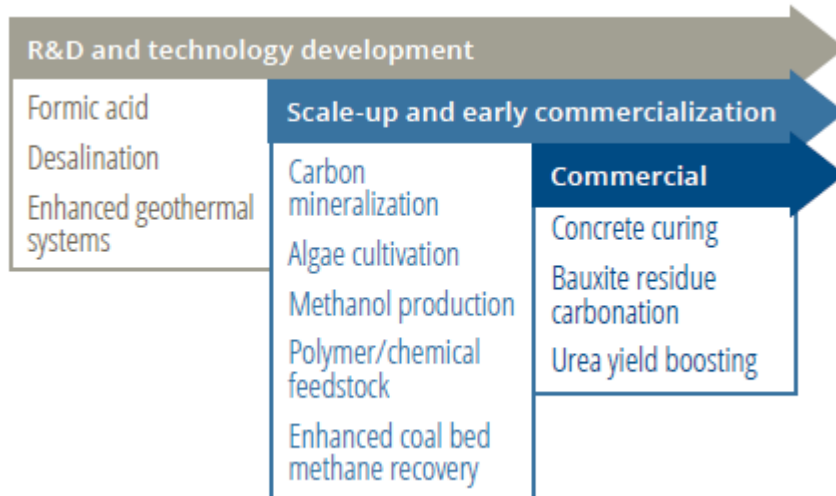 R&D and technology development
Formic acid
Desalination
Enhanced geothermal
systems
Scale-up and early commercialization
Carbon
mineralization
Algae cultivation
Methanol production
Polymer/chemical
feedstock
Enhanced coal bed
methane recovery
Commercial
Concrete curing
Bauxite residue
carbonation
Urea yield boosting